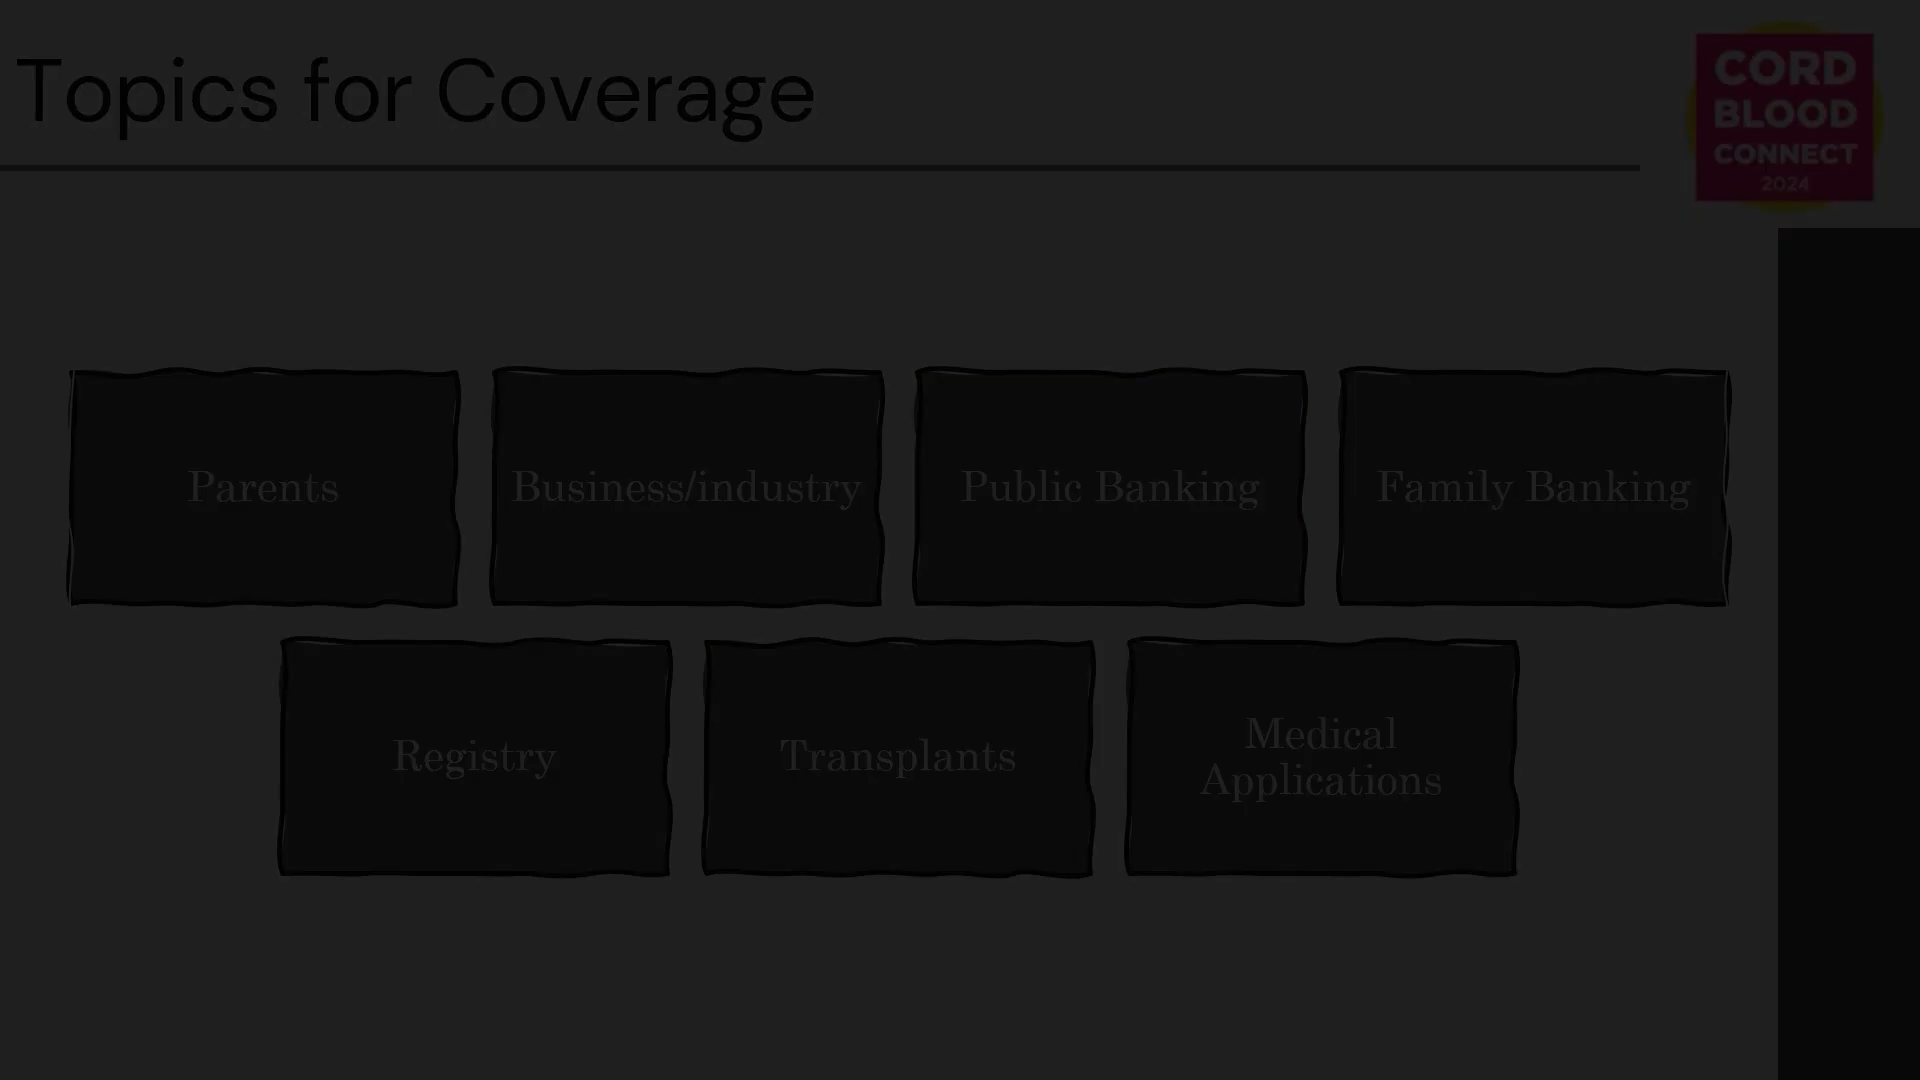 Topics for Coverage
CORD
BLOOD
CONNECT
2024
Parents
Business/industry
Public Banking
Family Banking
Registry
Transplants
Medical
Applications